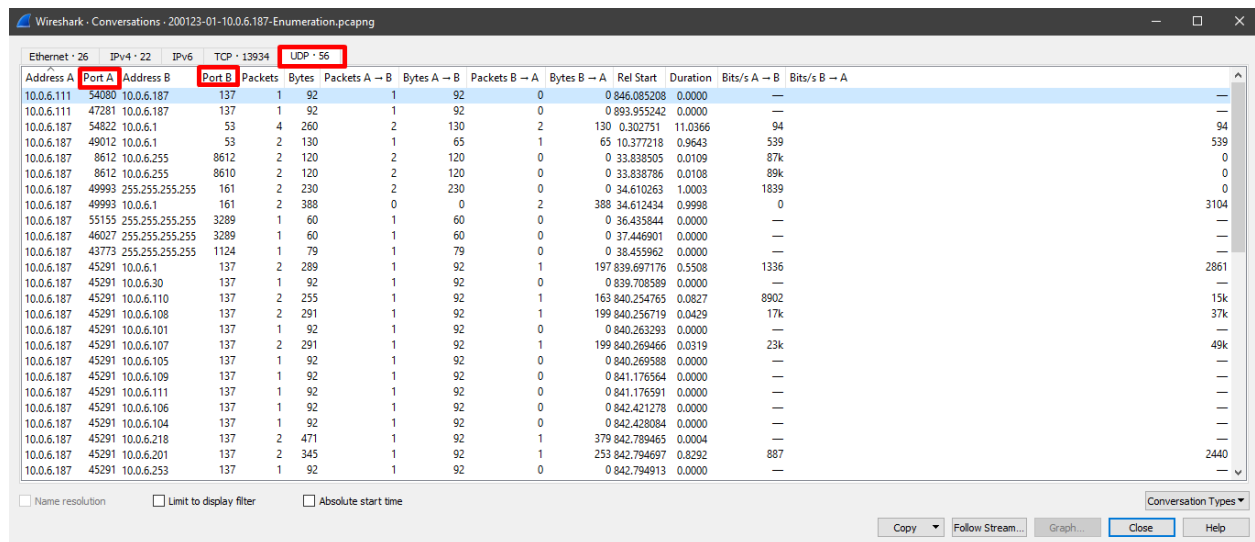 Wireshark · Conversations · 200123-01-10.0.6.187-Enumeration.pcapng
Ethernet · 26 IPv4 · 22 IPv6 TCP · 13934 UDP · 56
Address A Port A Address B Port B Packets Bytes Packets A → B Bytes A → B Packets B → A Bytes B → A Rel Start Duration Bits/s A → B Bits/s B → A
10.0.6.111 54080 10.0.6.187 137 1 92 1 92 0 0 846.085208 0.0000 — —
10.0.6.111 47281 10.0.6.187 137 1 92 1 92 0 0 893.955242 0.0000 — —
10.0.6.187 54822 10.0.6.1 53 4 260 2 130 2 130 0.302751 11.0366 94 94
10.0.6.187 49012 10.0.6.1 53 2 130 1 65 1 65 10.377218 0.9643 539 539
10.0.6.187 8612 10.0.6.255 8612 2 120 2 120 0 0 33.838505 0.0109 87k 0
10.0.6.187 8612 10.0.6.255 8610 2 120 2 120 0 0 33.838786 0.0108 89k 0
10.0.6.187 49993 255.255.255.255 161 2 230 2 230 0 0 34.610263 1.0003 1839 0
10.0.6.187 49993 10.0.6.1 161 2 388 0 0 2 388 34.612434 0.9998 0 3104
10.0.6.187 55155 255.255.255.255 3289 1 60 1 60 0 0 36.435844 0.0000 — —
10.0.6.187 46027 255.255.255.255 3289 1 60 1 60 0 0 37.446901 0.0000 — —
10.0.6.187 43773 255.255.255.255 1124 1 79 1 79 0 0 38.455962 0.0000 — —
10.0.6.187 45291 10.0.6.1 137 2 289 1 92 1 197 839.697176 0.5508 1336 2861
10.0.6.187 45291 10.0.6.30 137 1 92 1 92 0 0 839.708589 0.0000 — —
10.0.6.187 45291 10.0.6.110 137 2 255 1 92 1 163 840.254765 0.0827 8902 15k
10.0.6.187 45291 10.0.6.108 137 2 291 1 92 1 199 840.256719 0.0429 17k 37k
10.0.6.187 45291 10.0.6.101 137 1 92 1 92 0 0 840.263293 0.0000 — —
10.0.6.187 45291 10.0.6.107 137 2 291 1 92 1 199 840.269466 0.0319 23k 49k
10.0.6.187 45291 10.0.6.105 137 1 92 1 92 0 0 840.269588 0.0000 — —
10.0.6.187 45291 10.0.6.109 137 1 92 1 92 0 0 841.176564 0.0000 — —
10.0.6.187 45291 10.0.6.111 137 1 92 1 92 0 0 841.176591 0.0000 — —
10.0.6.187 45291 10.0.6.106 137 1 92 1 92 0 0 842.421278 0.0000 — —
10.0.6.187 45291 10.0.6.104 137 1 92 1 92 0 0 842.428084 0.0000 — —
10.0.6.187 45291 10.0.6.218 137 2 471 1 92 1 379 842.789465 0.0004 — —
10.0.6.187 45291 10.0.6.201 137 2 345 1 92 1 253 842.794697 0.8292 887 2440
10.0.6.187 45291 10.0.6.253 137 1 92 1 92 0 0 842.794913 0.0000 — —
Name resolution Limit to display filter Absolute start time Conversation Types
Copy Follow Stream... Graph... Close Help